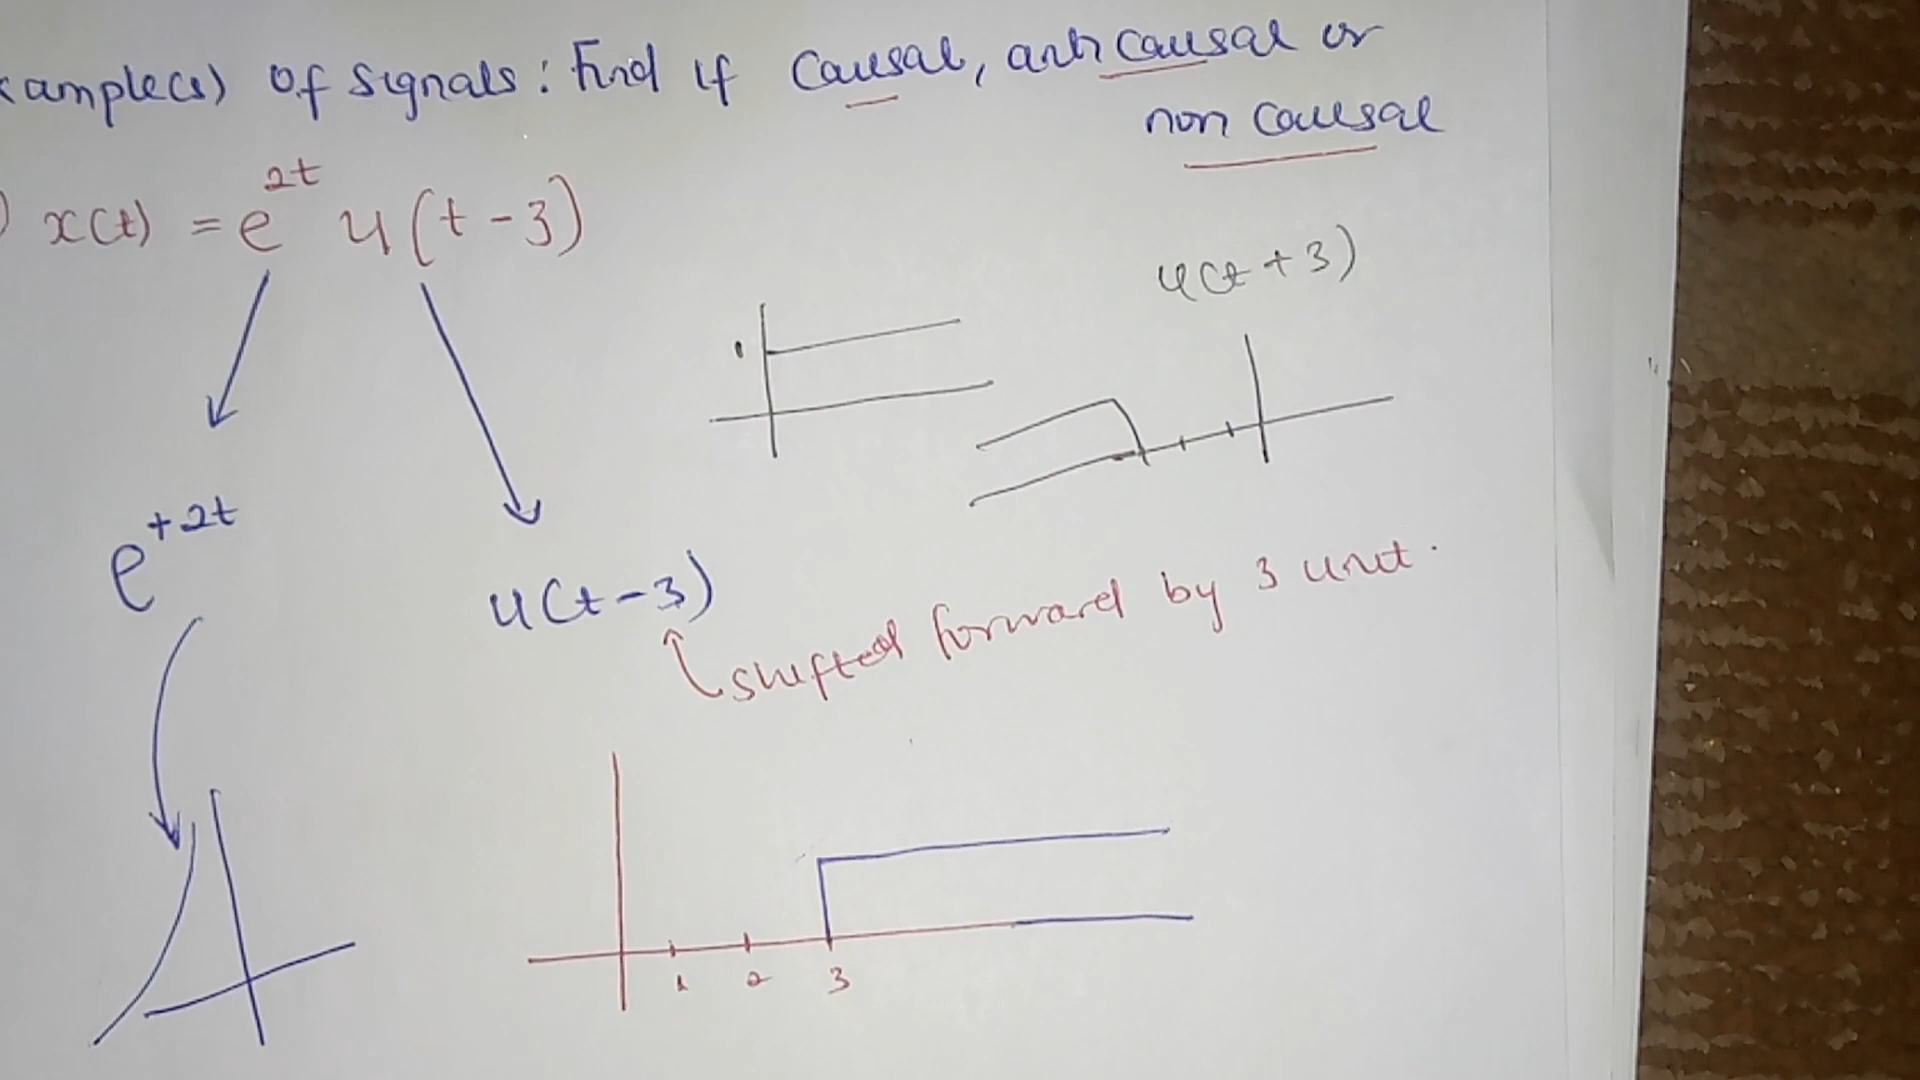 xample(s) of signals: Find if Causal, anti causal or
non causal
) x(t) = e^2t u(t-3)
u(t+3)
e^+2t
u(t-3)
shifted forward by 3 unit.
1 2 3